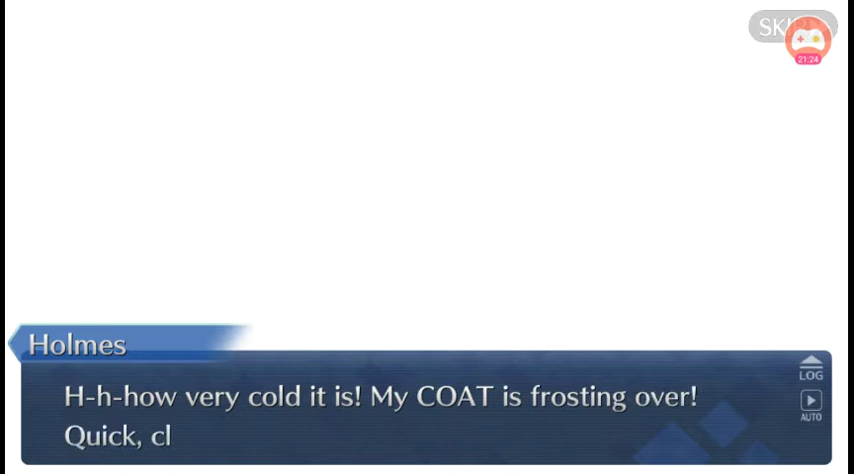 21:24
Holmes
H-h-how very cold it is! My COAT is frosting over!
Quick, cl
LOG
AUTO